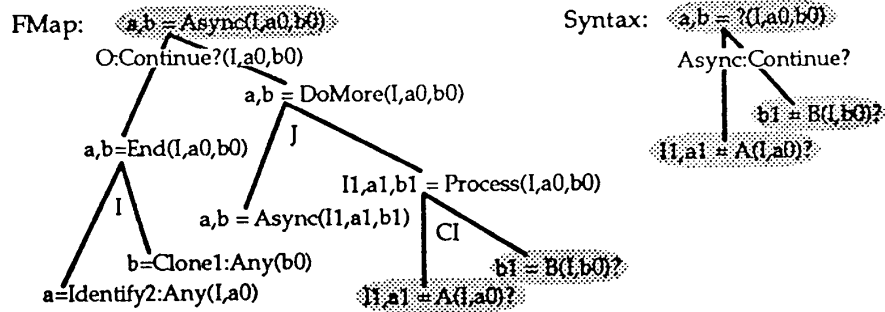 FMap: a,b = Async(I,a0,b0)
Syntax: a,b = ?(I,a0,b0)
O:Continue?(I,a0,b0)
Async:Continue?
a,b = DoMore(I,a0,b0)
b1 = B(I,b0)?
a,b=End(I,a0,b0)
J
I1,a1 = A(I,a0)?
I1,a1,b1 = Process(I,a0,b0)
I
a,b = Async(I1,a1,b1)
CI
b=Clone1:Any(b0)
b1 = B(I,b0)?
a=Identify2:Any(I,a0)
I1,a1 = A(I,a0)?